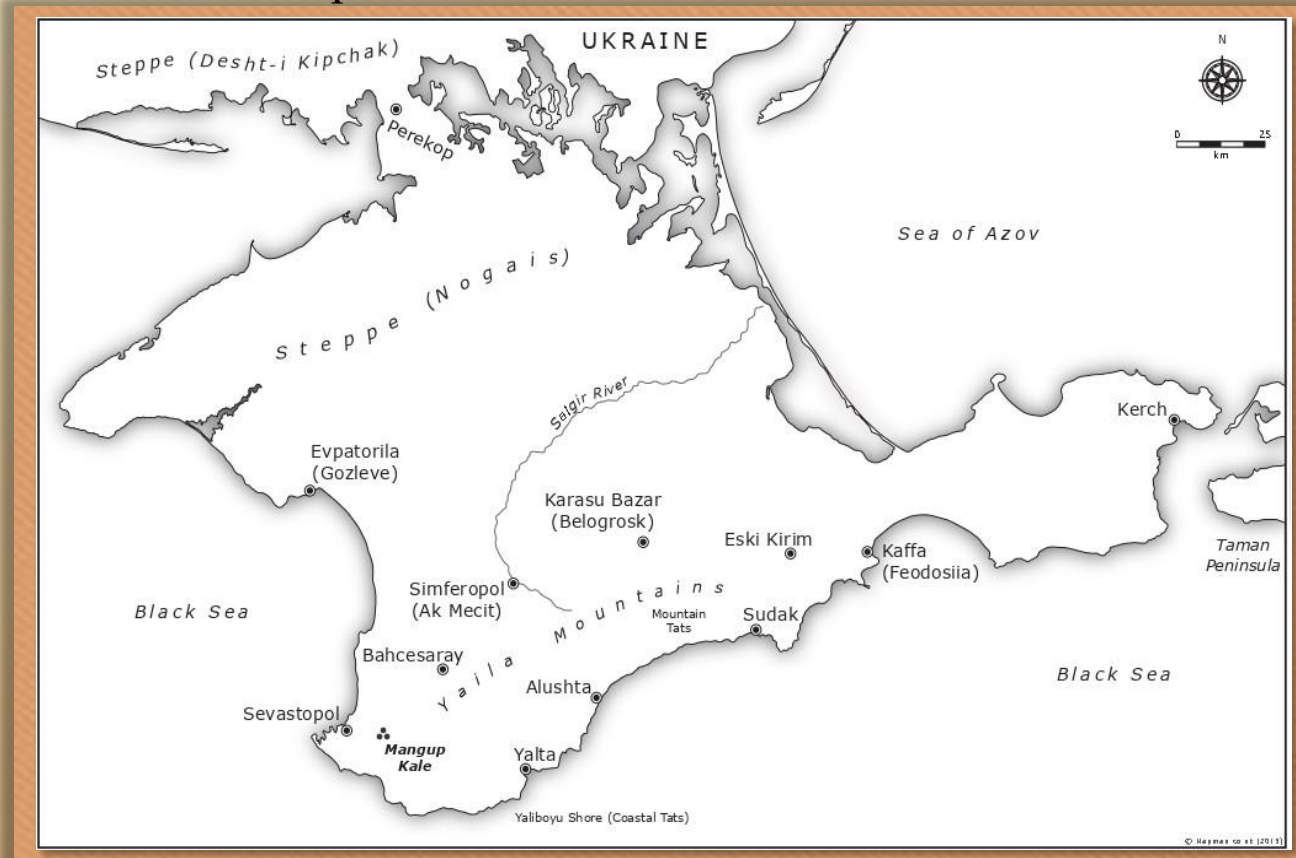 UKRAINE
Steppe (Desht-i Kipchak)
N
Perekop
0 25
km
Sea of Azov
Steppe (Nogais)
Salgir River
Kerch
Evpatorila
(Gozleve)
Karasu Bazar
(Belogrosk)
Eski Kirim
Kaffa
(Feodosiia)
Taman
Peninsula
Simferopol
(Ak Mecit)
Black Sea
Yaila Mountains
Mountain
Tats
Sudak
Bahcesaray
Alushta
Black Sea
Sevastopol
Mangup
Kale
Yalta
Yaliboyu Shore (Coastal Tats)